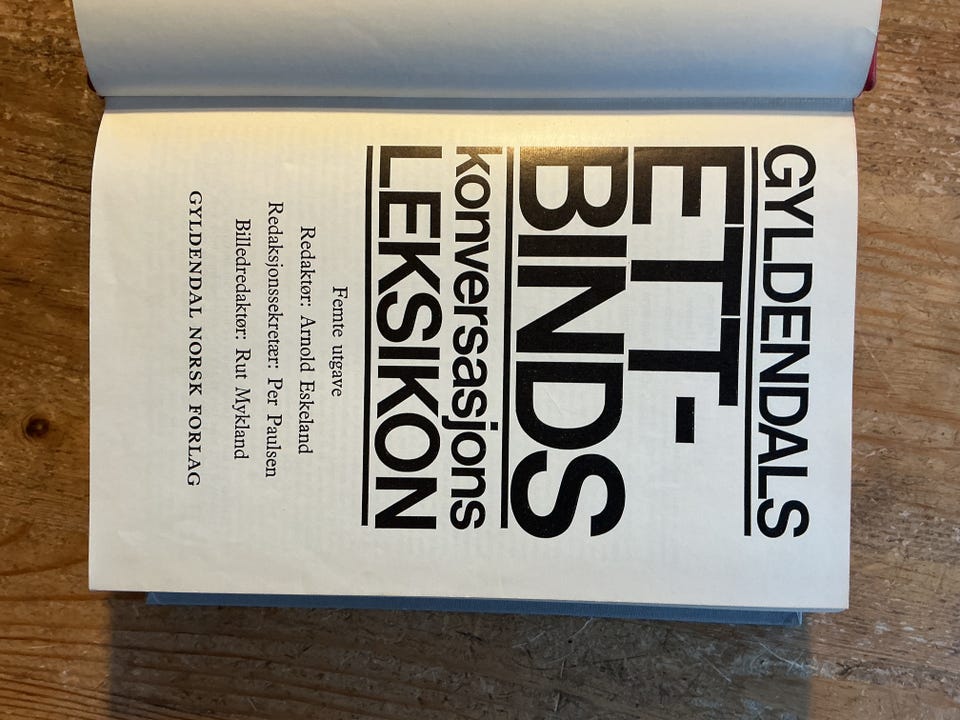 GYLDENDALS
ETT-
BINDS
konversasjons
LEKSIKON
Femte utgave
Redaktør: Arnold Eskeland
Redaksjonssekretær: Per Paulsen
Billedredaktør: Rut Mykland
GYLDENDAL NORSK FORLAG